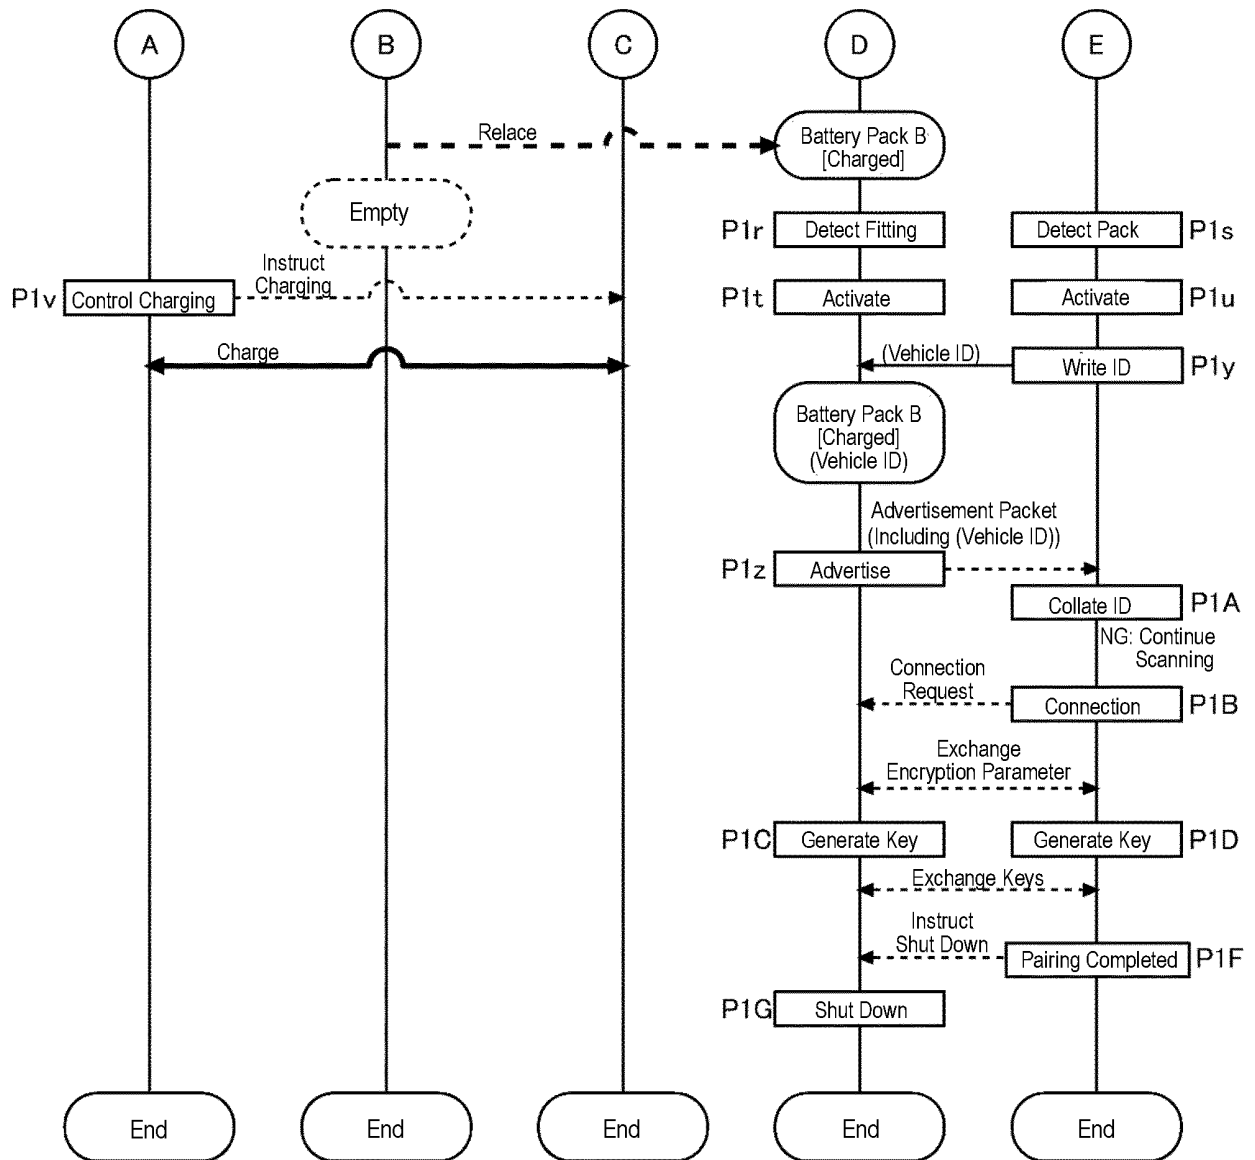 A
B
C
D
E
Relace
Battery Pack B
[Charged]
Empty
P1r
Detect Fitting
Detect Pack
P1s
Instruct
Charging
P1v
Control Charging
P1t
Activate
Activate
P1u
Charge
(Vehicle ID)
Write ID
P1y
Battery Pack B
[Charged]
(Vehicle ID)
Advertisement Packet
(Including (Vehicle ID))
P1z
Advertise
Collate ID
P1A
NG: Continue
Scanning
Connection
Request
Connection
P1B
Exchange
Encryption Parameter
P1C
Generate Key
Generate Key
P1D
Exchange Keys
Instruct
Shut Down
Pairing Completed
P1F
P1G
Shut Down
End
End
End
End
End